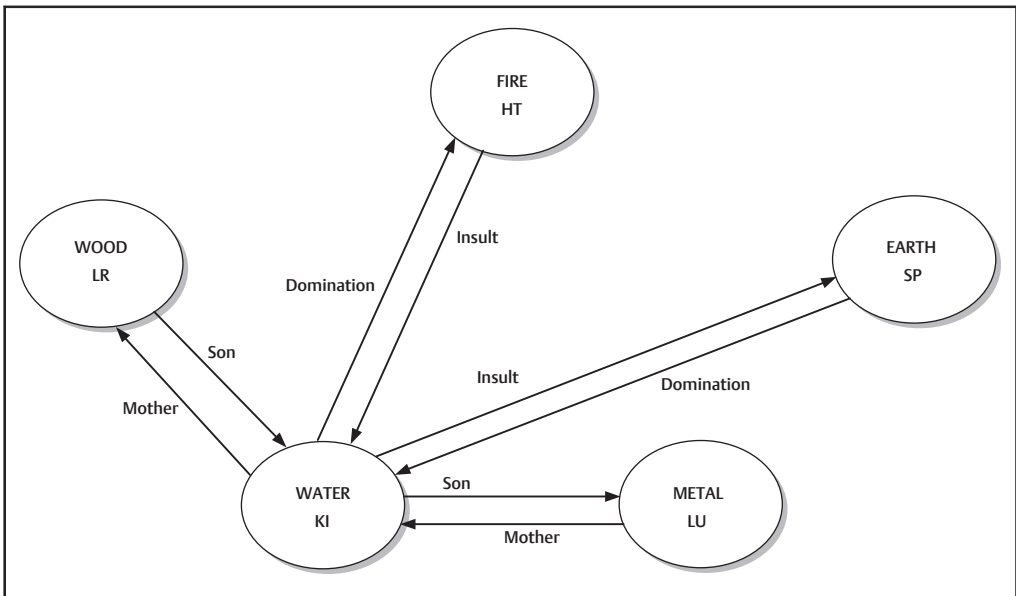 FIRE
HT
Insult
WOOD
LR
EARTH
SP
Domination
Son
Insult
Domination
Mother
WATER
KI
Son
METAL
LU
Mother